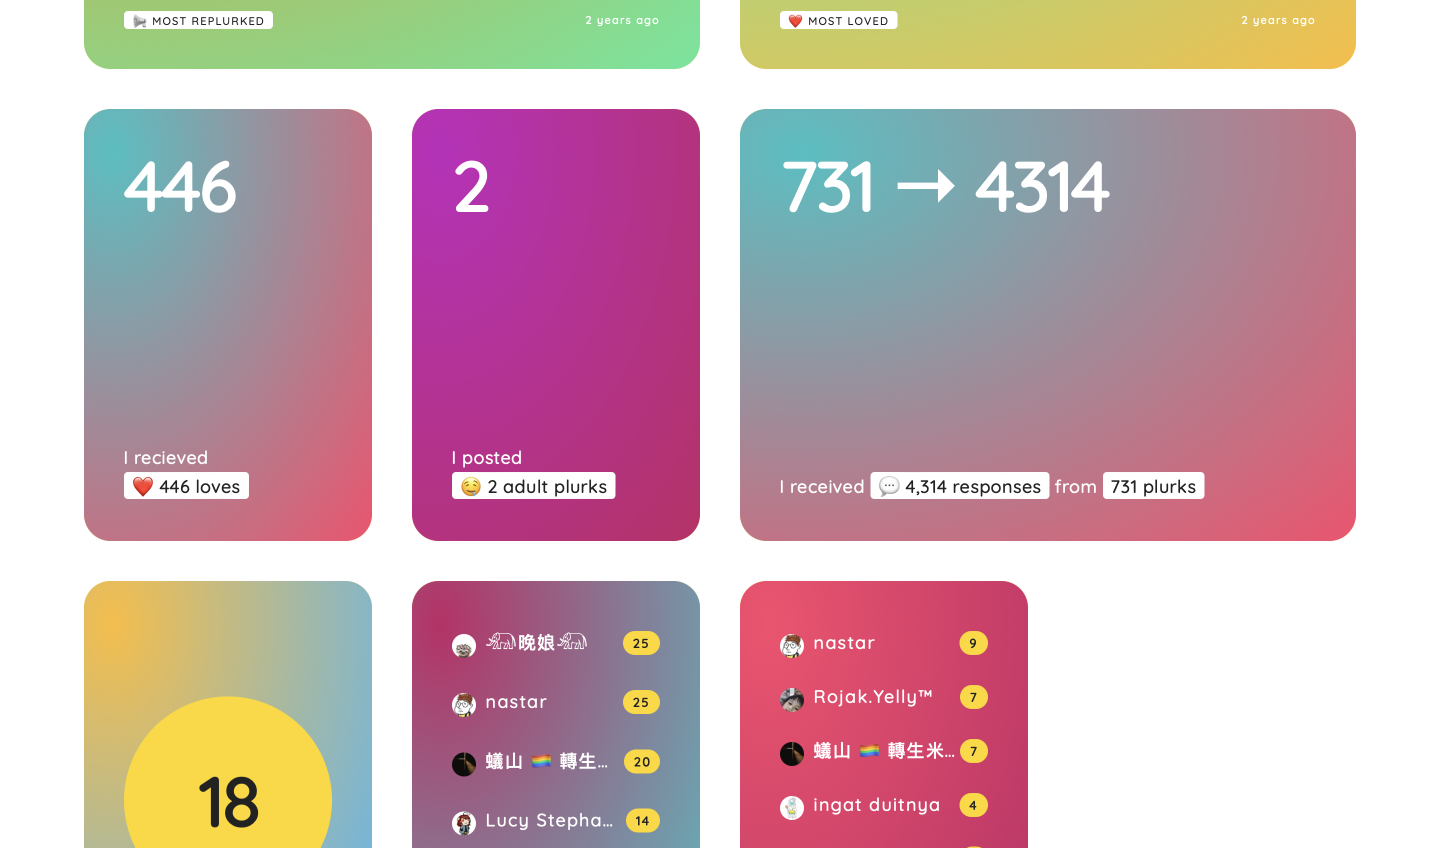 MOST REPLURKED
2 years ago
MOST LOVED
2 years ago
446
I recieved
446 loves
2
I posted
2 adult plurks
731 → 4314
I received 4,314 responses from 731 plurks
18
晚娘
25
nastar
25
蟻山 🏳️‍🌈 轉生...
20
Lucy Stepha...
14
nastar
9
Rojak.Yelly™
7
蟻山 🏳️‍🌈 轉生米...
7
ingat duitnya
4